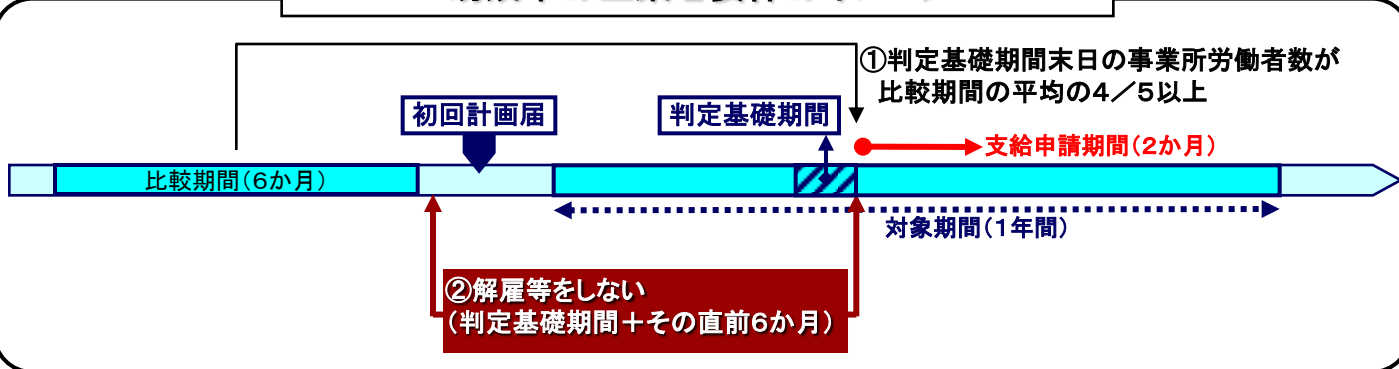 ①判定基礎期間末日の事業所労働者数が
比較期間の平均の4／5以上
初回計画届
判定基礎期間
支給申請期間(2か月)
比較期間(6か月)
対象期間(1年間)
②解雇等をしない
(判定基礎期間＋その直前6か月)